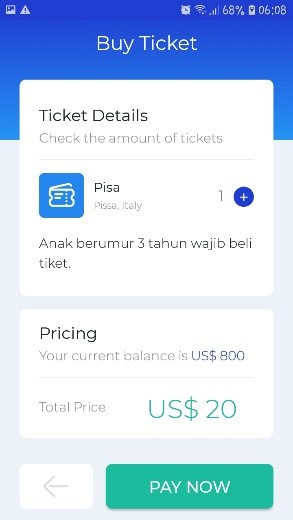 68% 06:08
Buy Ticket
Ticket Details
Check the amount of tickets
Pisa
1 +
Pissa, Italy
Anak berumur 3 tahun wajib beli
tiket.
Pricing
Your current balance is US$ 800
Total Price US$ 20
PAY NOW